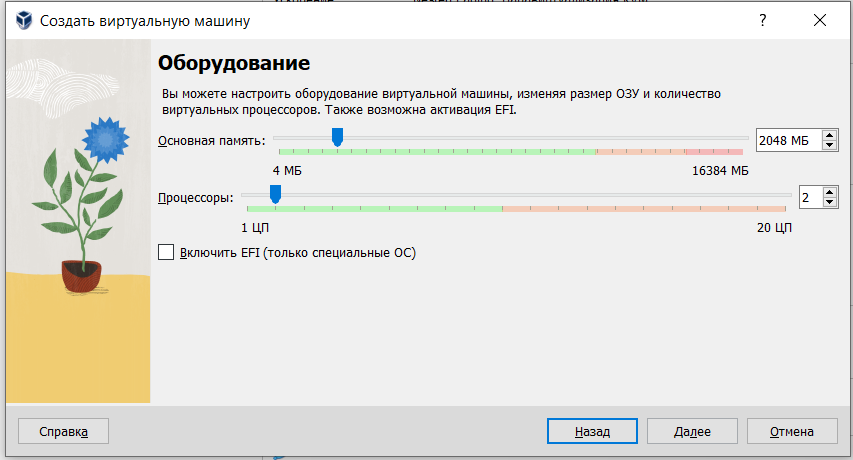 Создать виртуальную машину
Оборудование
Вы можете настроить оборудование виртуальной машины, изменяя размер ОЗУ и количество
виртуальных процессоров. Также возможна активация EFI.
Основная память:
2048 МБ
4 МБ
16384 МБ
Процессоры:
2
1 ЦП
20 ЦП
Включить EFI (только специальные ОС)
Справка
Назад
Далее
Отмена